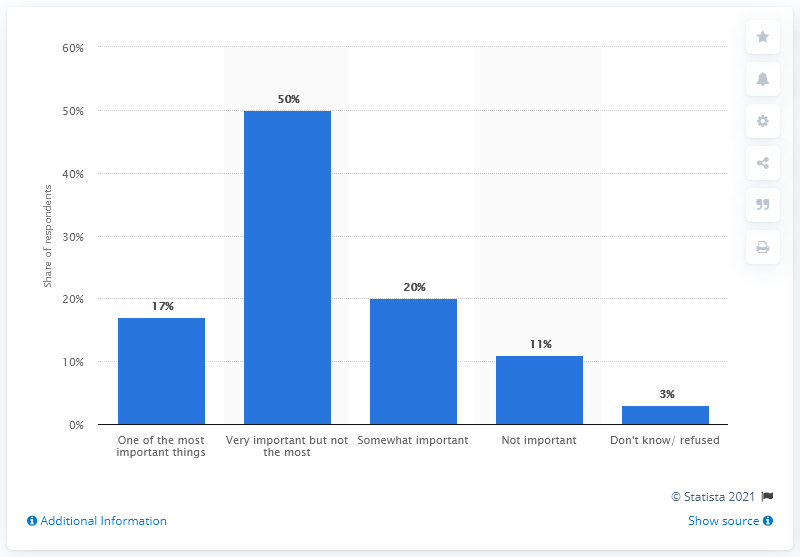 60%
50%
40%
30%
20%
10%
0%
Share of respondents
17%
50%
20%
11%
3%
One of the most
important things
Very important but not
the most
Somewhat important
Not important
Don't know/ refused
© Statista 2021
Additional Information
Show source